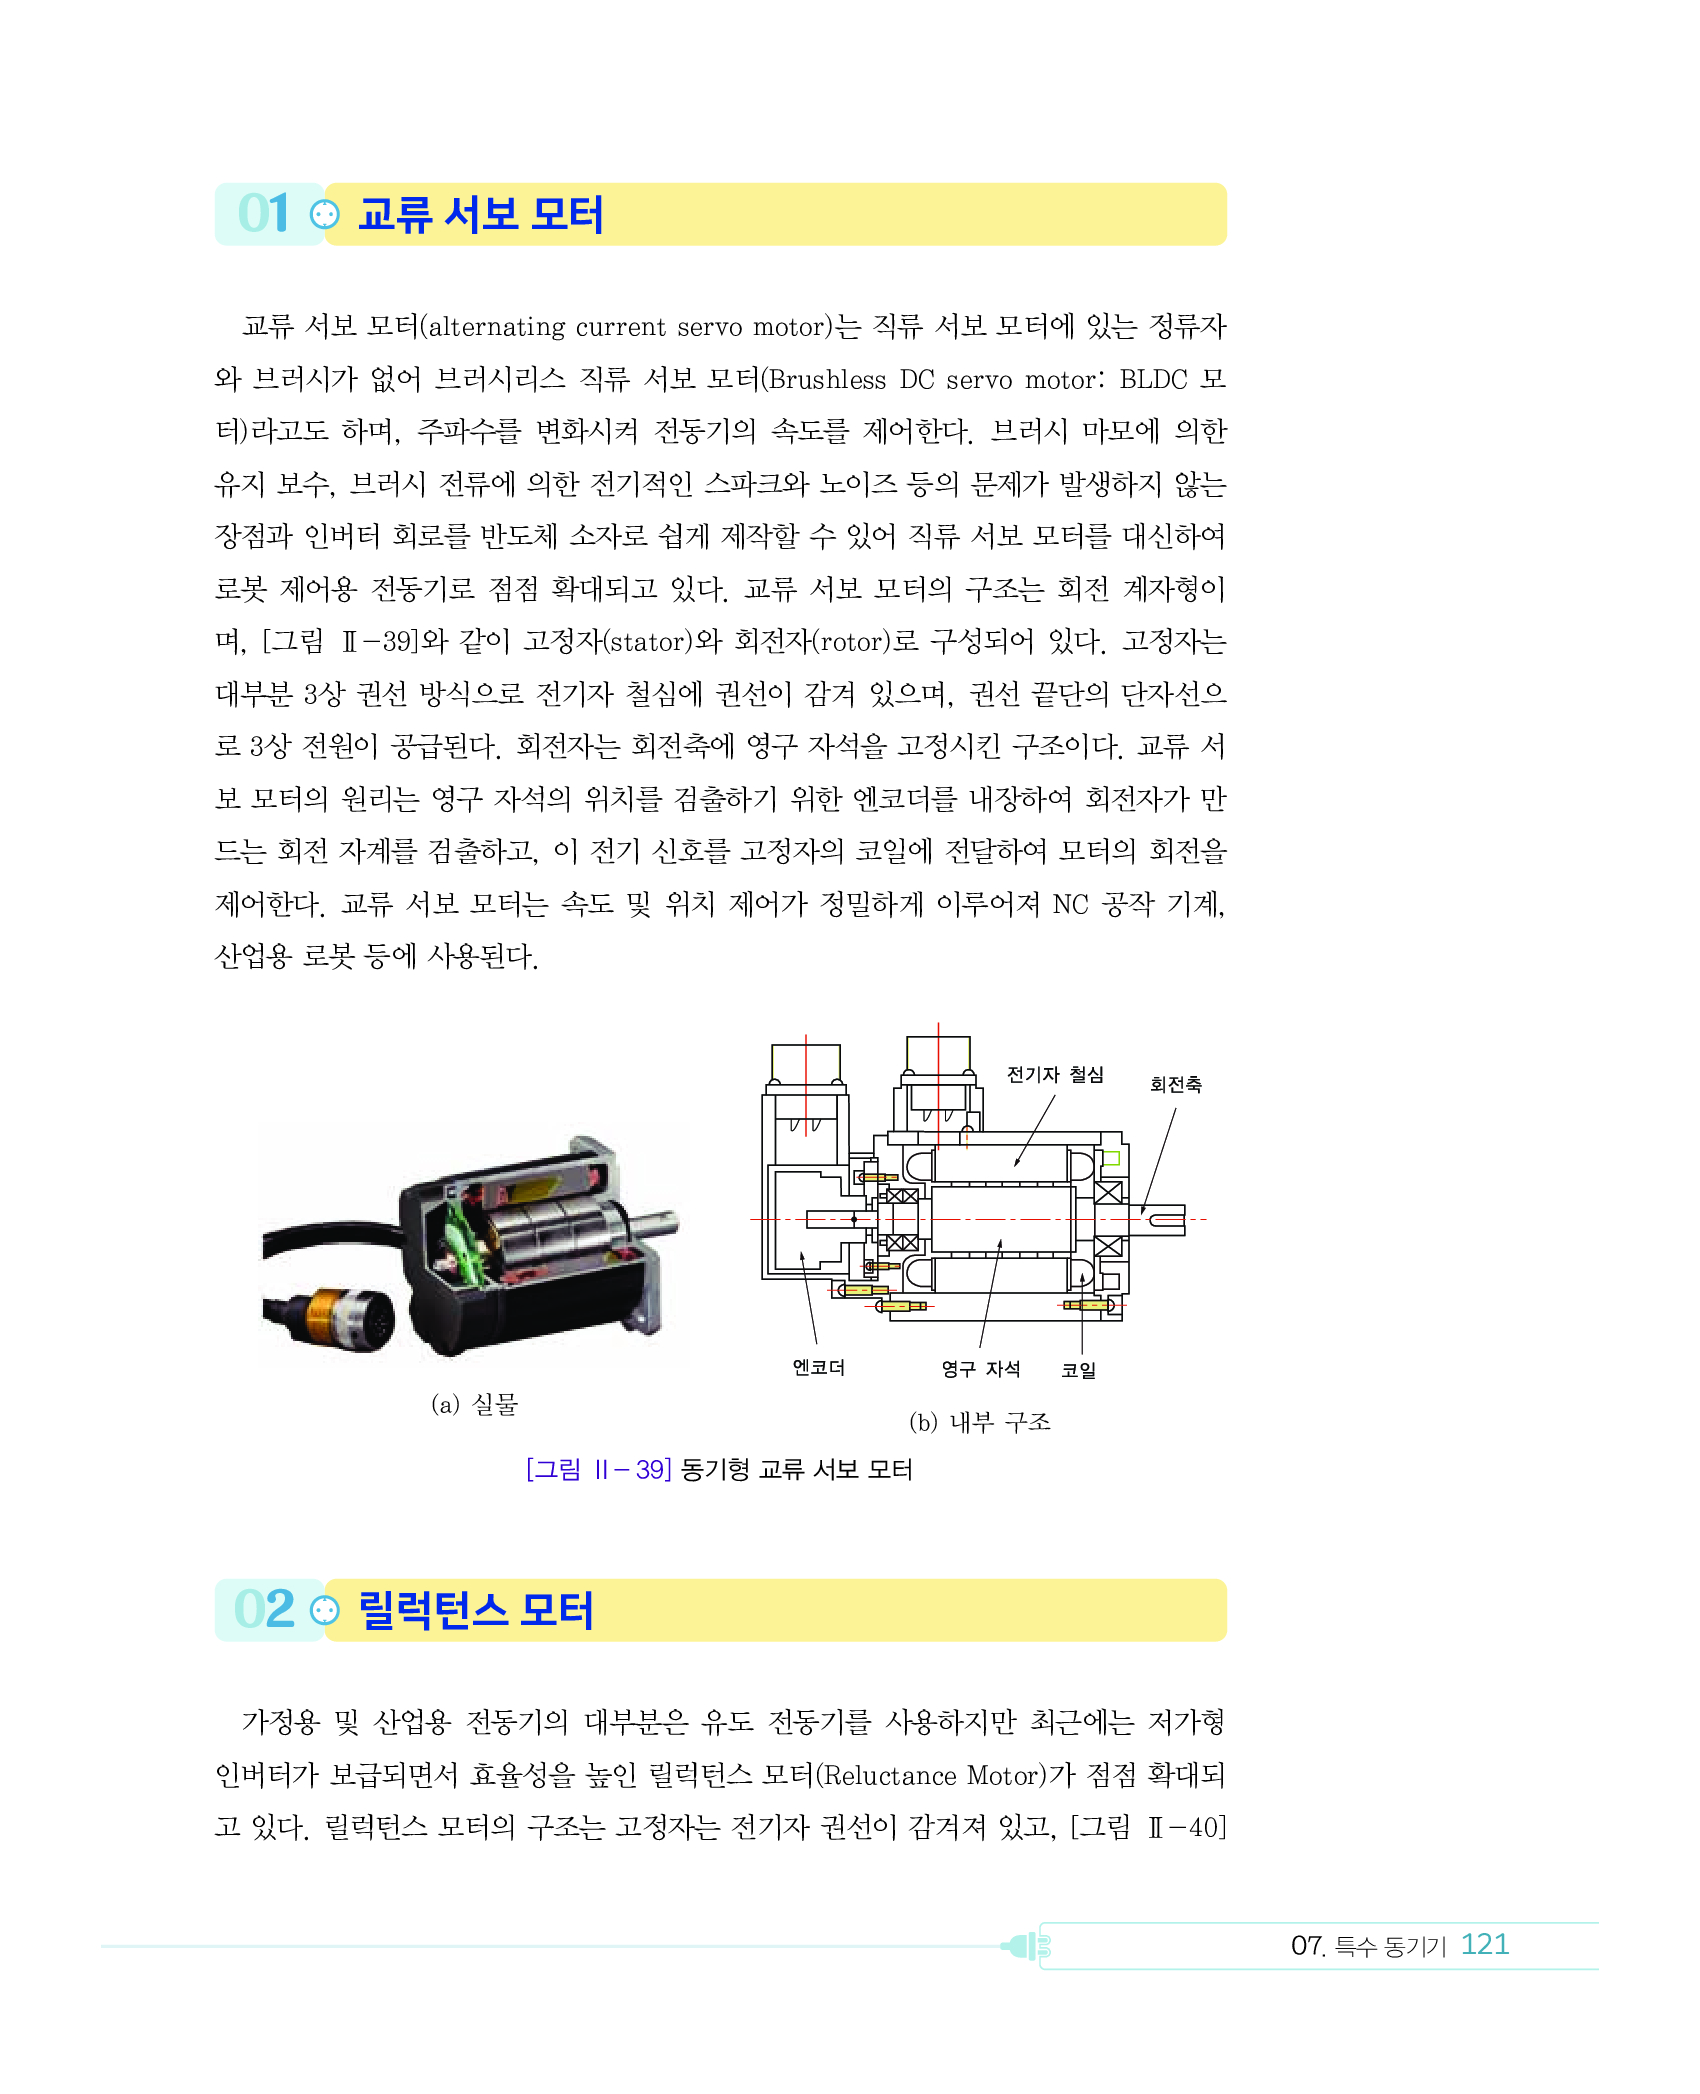 01 교류 서보 모터
교류 서보 모터(alternating current servo motor)는 직류 서보 모터에 있는 정류자
와 브러시가 없어 브러시리스 직류 서보 모터(Brushless DC servo motor: BLDC 모
터)라고도 하며, 주파수를 변화시켜 전동기의 속도를 제어한다. 브러시 마모에 의한
유지 보수, 브러시 전류에 의한 전기적인 스파크와 노이즈 등의 문제가 발생하지 않는
장점과 인버터 회로를 반도체 소자로 쉽게 제작할 수 있어 직류 서보 모터를 대신하여
로봇 제어용 전동기로 점점 확대되고 있다. 교류 서보 모터의 구조는 회전 계자형이
며, [그림 Ⅱ-39]와 같이 고정자(stator)와 회전자(rotor)로 구성되어 있다. 고정자는
대부분 3상 권선 방식으로 전기자 철심에 권선이 감겨 있으며, 권선 끝단의 단자선으
로 3상 전원이 공급된다. 회전자는 회전축에 영구 자석을 고정시킨 구조이다. 교류 서
보 모터의 원리는 영구 자석의 위치를 검출하기 위한 엔코더를 내장하여 회전자가 만
드는 회전 자계를 검출하고, 이 전기 신호를 고정자의 코일에 전달하여 모터의 회전을
제어한다. 교류 서보 모터는 속도 및 위치 제어가 정밀하게 이루어져 NC 공작 기계,
산업용 로봇 등에 사용된다.
전기자 철심
회전축
엔코더
영구 자석
코일
(a) 실물
(b) 내부 구조
[그림 Ⅱ-39] 동기형 교류 서보 모터
02 릴럭턴스 모터
가정용 및 산업용 전동기의 대부분은 유도 전동기를 사용하지만 최근에는 저가형
인버터가 보급되면서 효율성을 높인 릴럭턴스 모터(Reluctance Motor)가 점점 확대되
고 있다. 릴럭턴스 모터의 구조는 고정자는 전기자 권선이 감겨져 있고, [그림 Ⅱ-40]
07. 특수 동기기 121